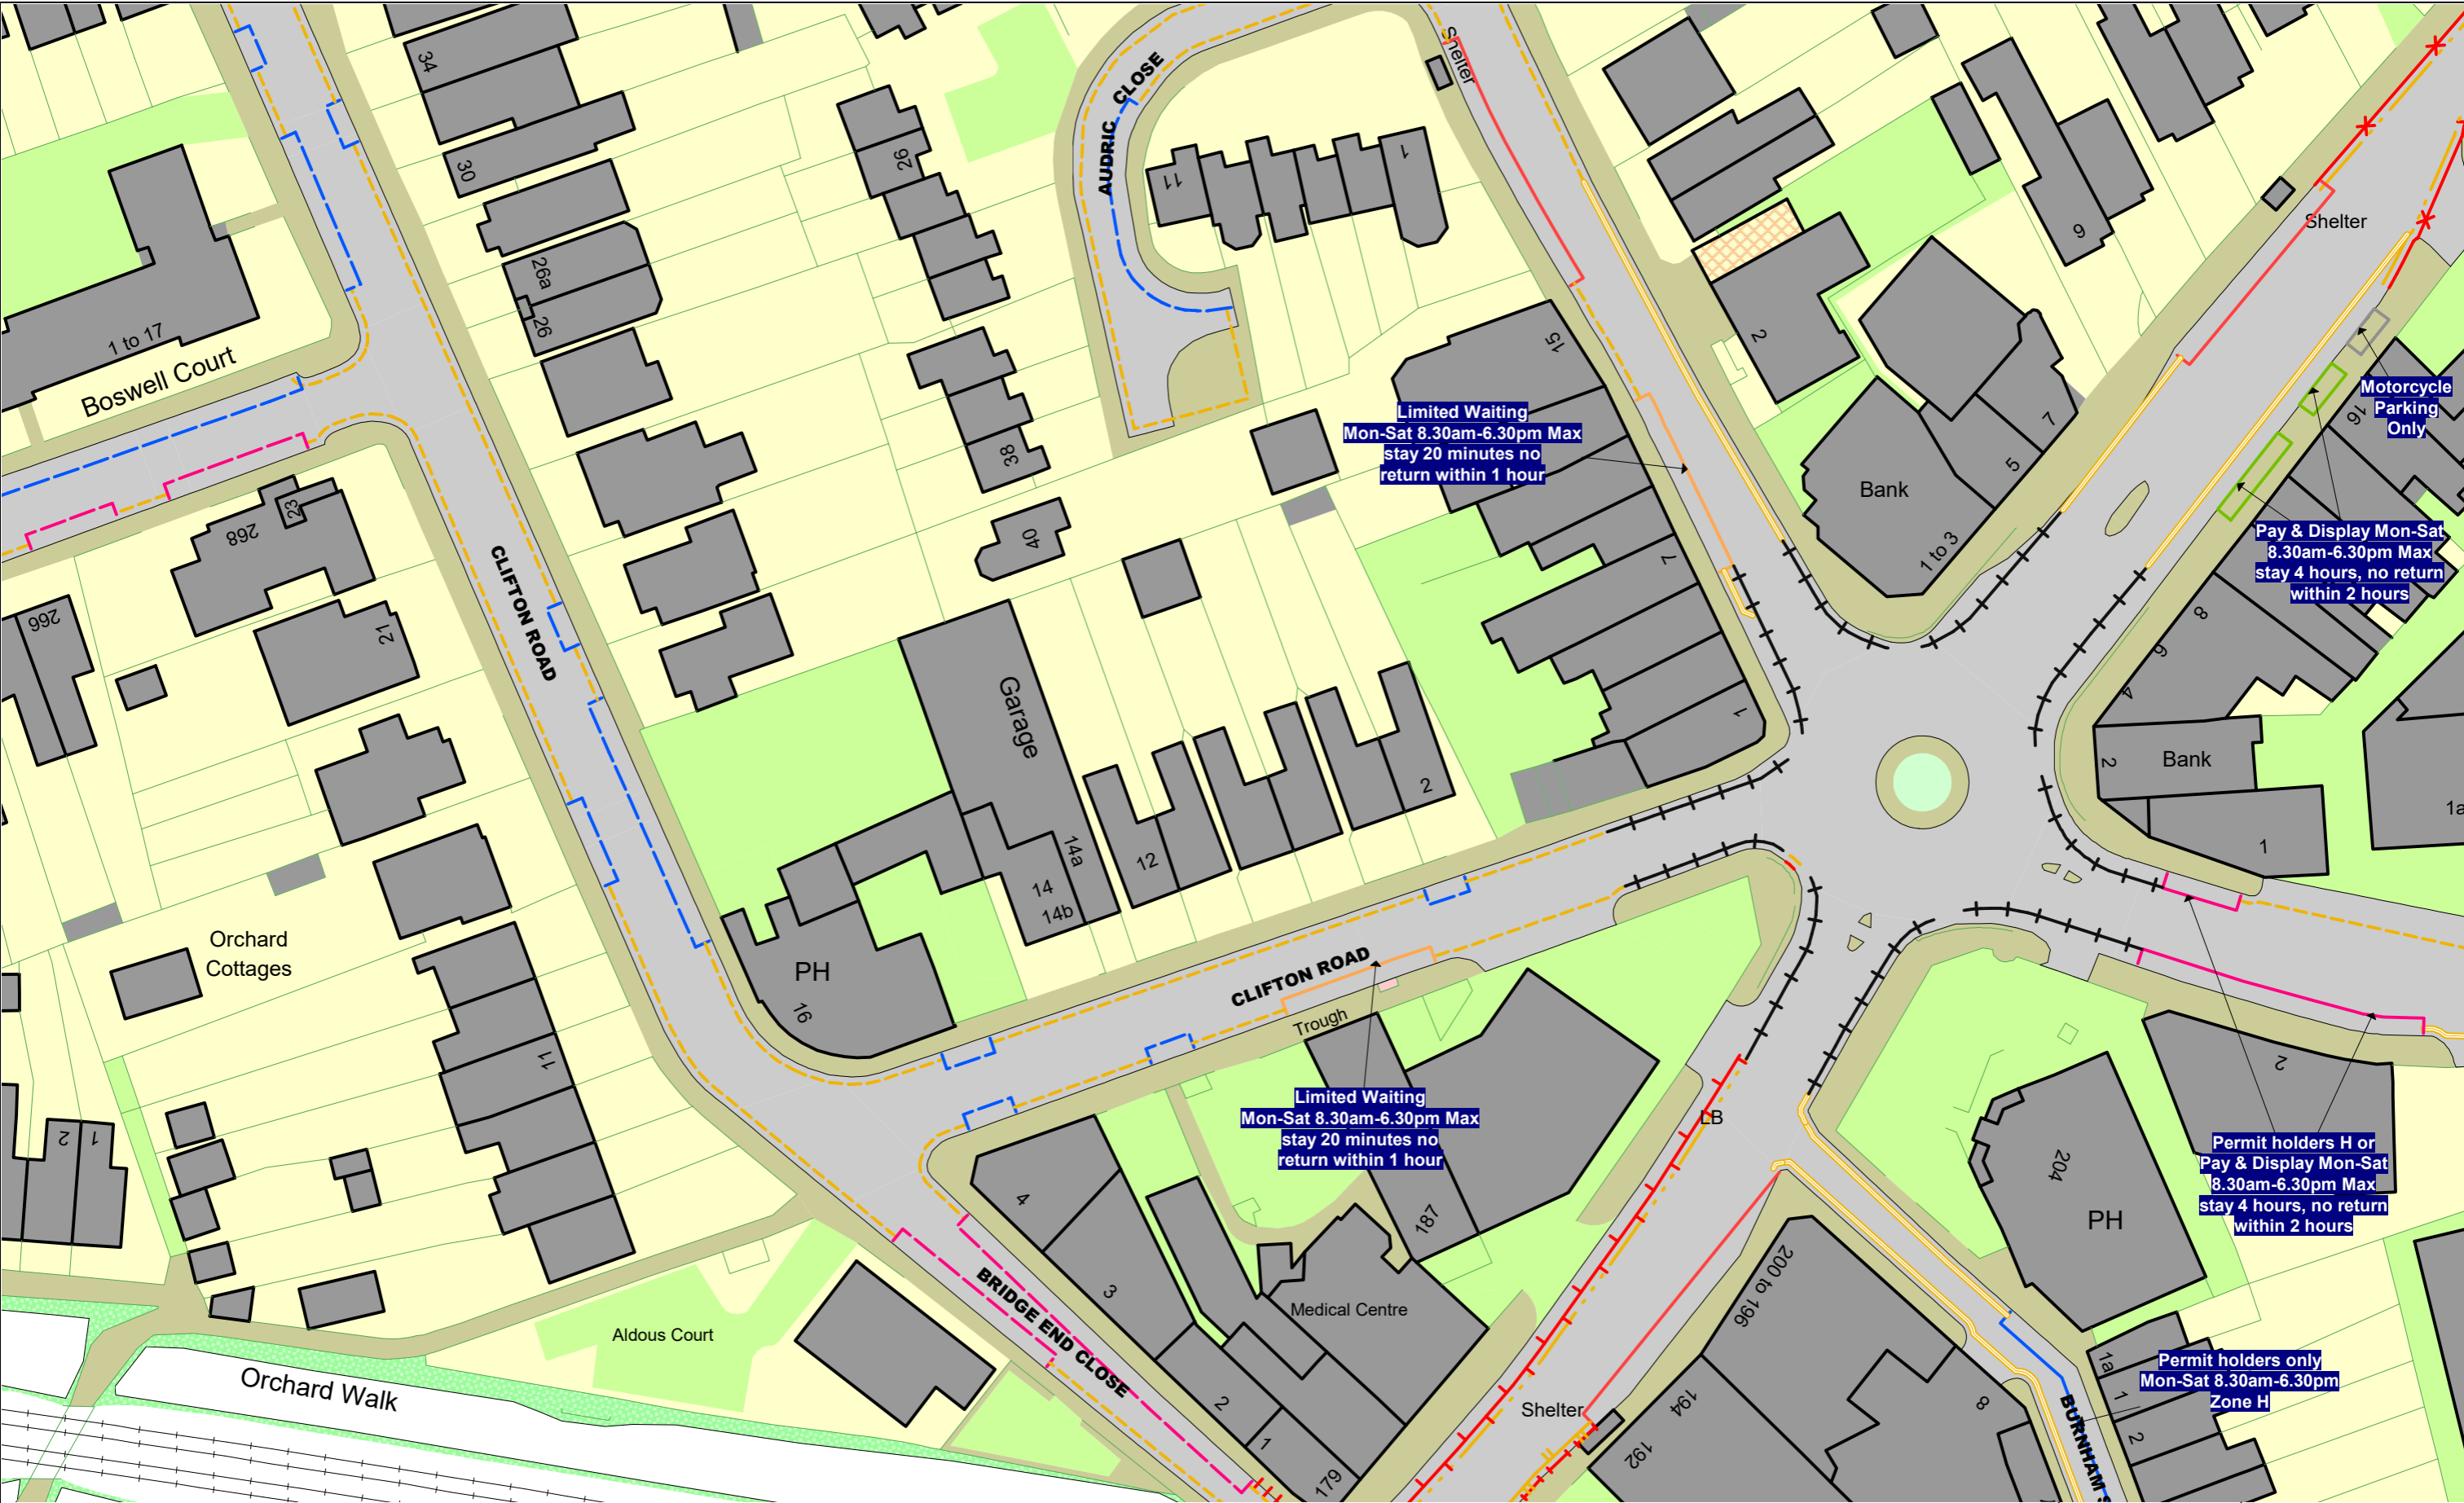 34
30
26a
26
1 to 17
Boswell Court
268
23
266
21
CLIFTON ROAD
Orchard
Cottages
11
2
1
Orchard Walk
Aldous Court
26
38
40
AUDRIC CLOSE
11
1
Shelter
Garage
14a
14
14b
12
2
PH
16
CLIFTON ROAD
Trough
Limited Waiting
Mon-Sat 8.30am-6.30pm Max
stay 20 minutes no
return within 1 hour
15
7
1
2
9
Bank
7
5
1 to 3
Shelter
Motorcycle
Parking
Only
16
Pay & Display Mon-Sat
8.30am-6.30pm Max
stay 4 hours, no return
within 2 hours
8
6
4
2
Bank
1
1a
Limited Waiting
Mon-Sat 8.30am-6.30pm Max
stay 20 minutes no
return within 1 hour
187
LB
Medical Centre
4
3
2
1
179
BRIDGE END CLOSE
Shelter
200 to 196
194
192
8
204
PH
2
Permit holders H or
Pay & Display Mon-Sat
8.30am-6.30pm Max
stay 4 hours, no return
within 2 hours
1a
1
2
Permit holders only
Mon-Sat 8.30am-6.30pm
Zone H
BURNHAM S